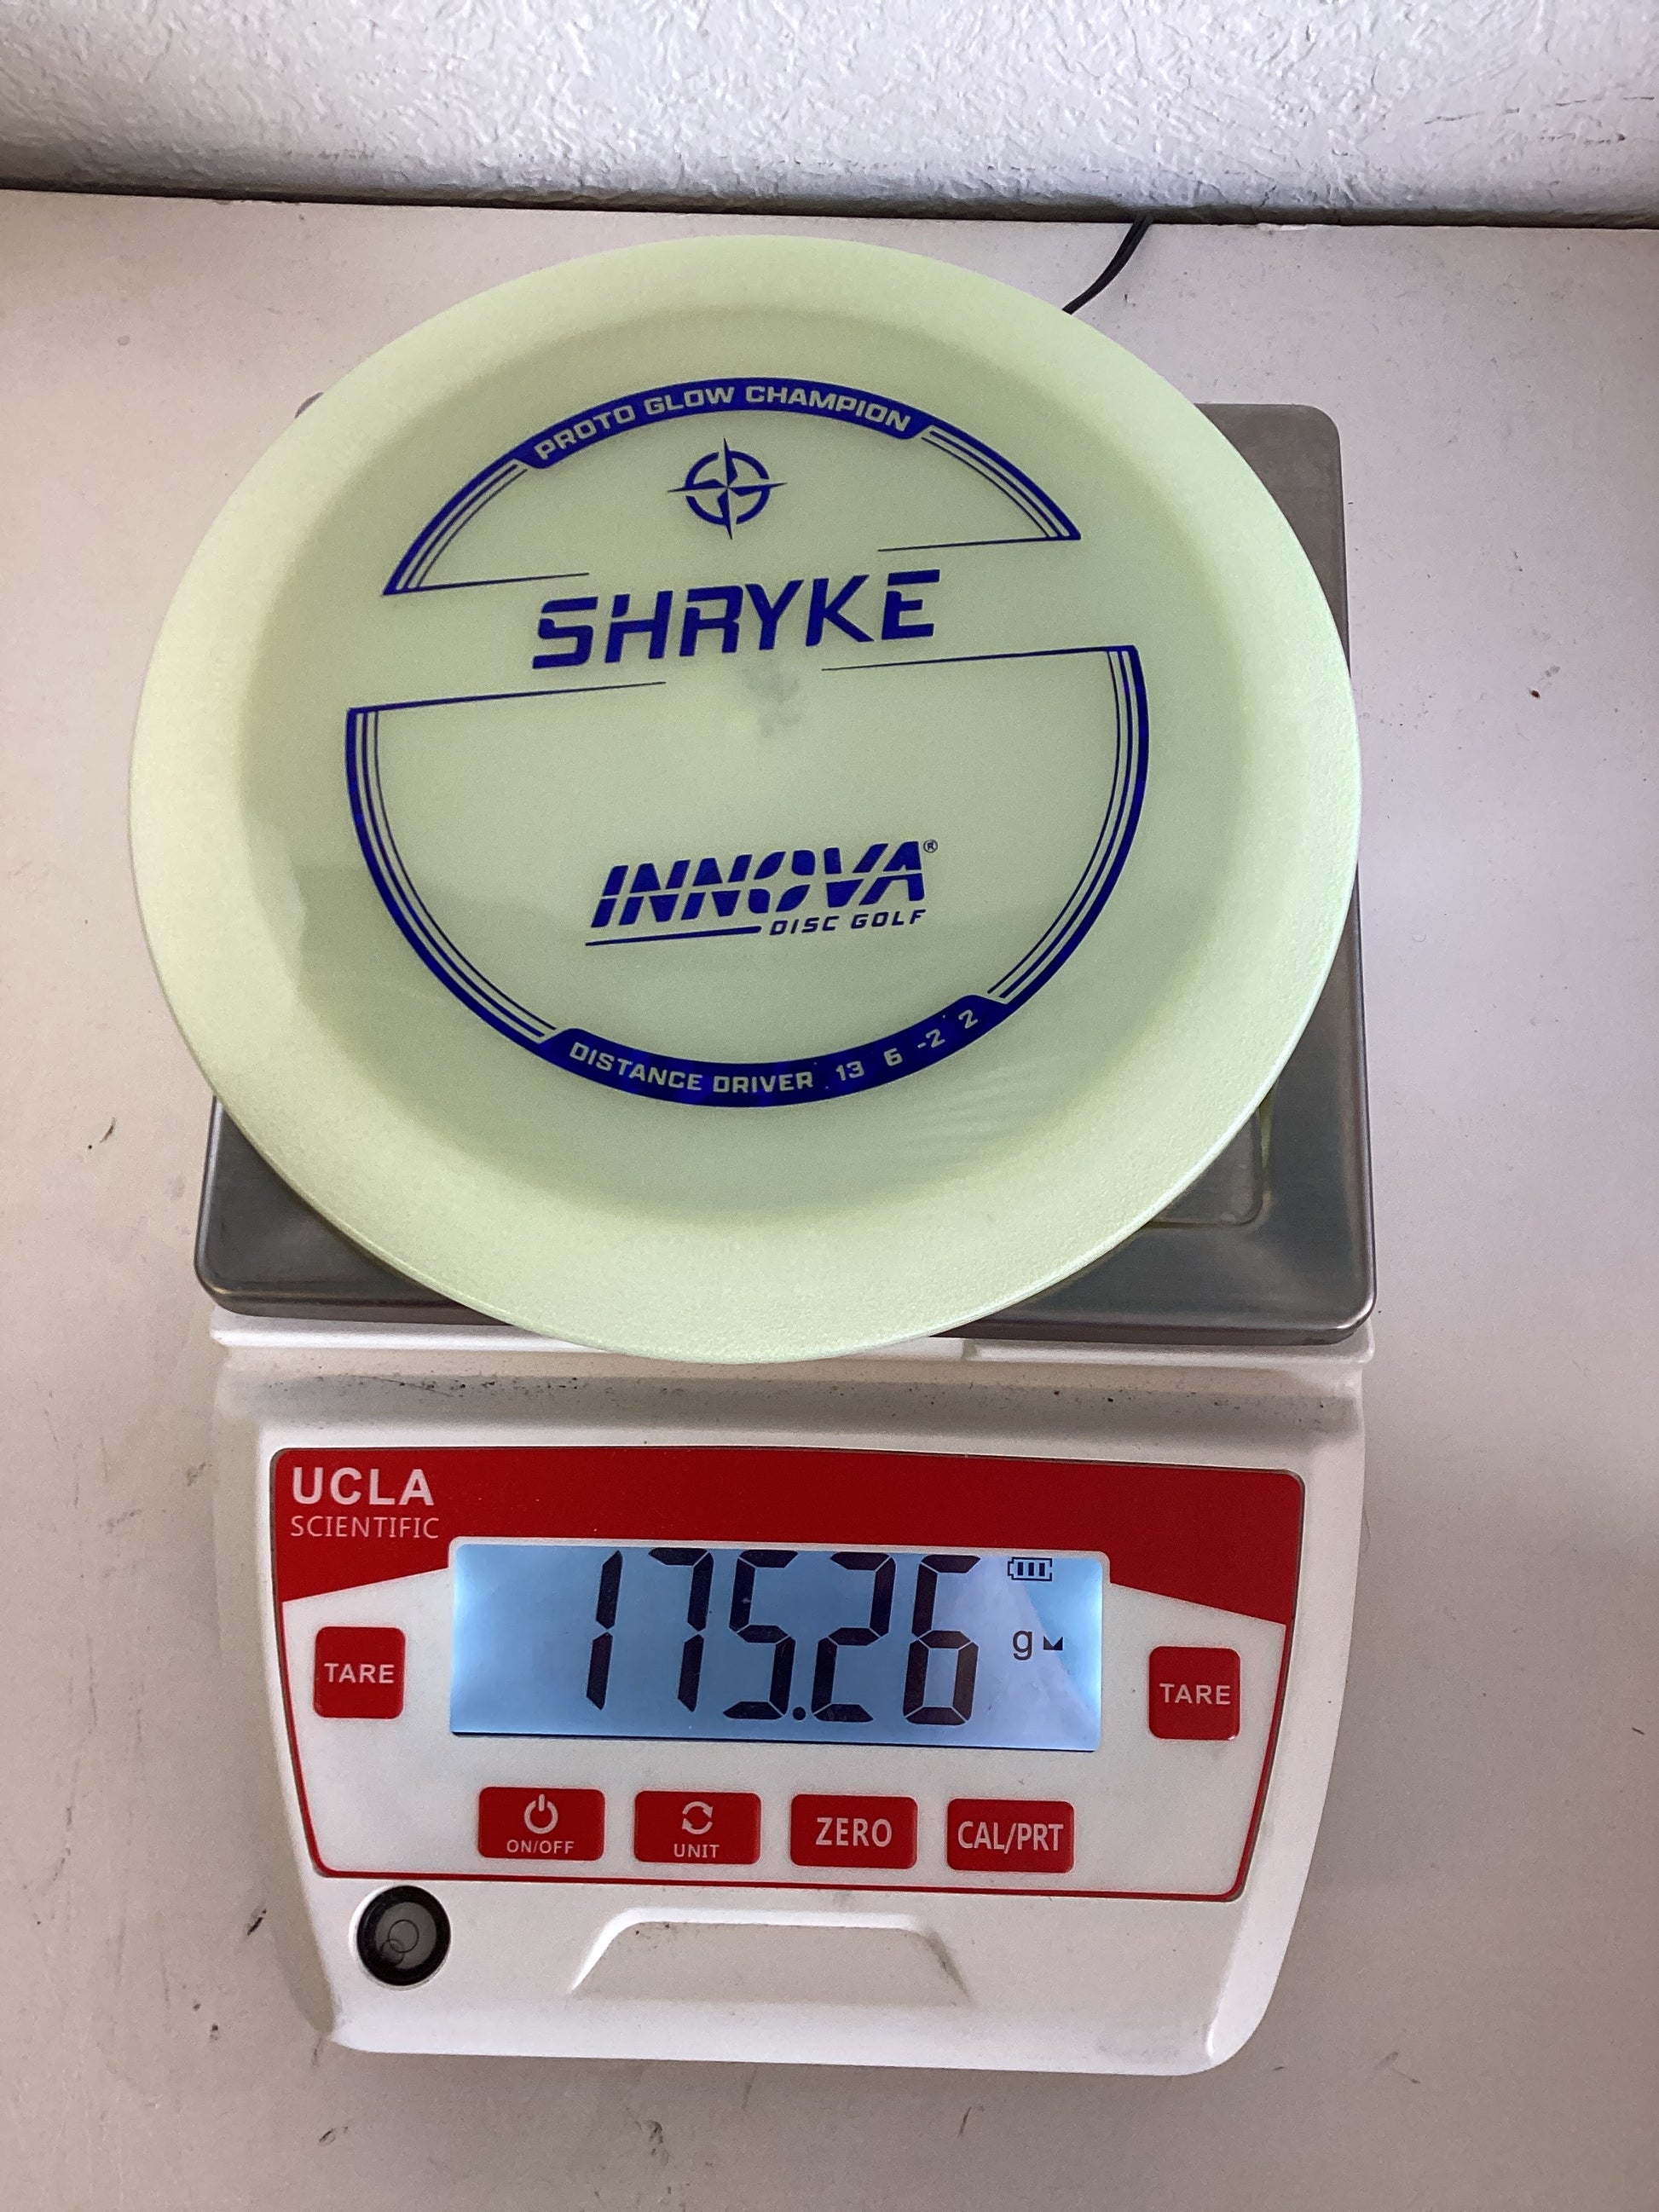 PROTO GLOW CHAMPION
SHRYKE
INNOVA®
DISC GOLF
DISTANCE DRIVER 13 6 -2 2
UCLA
SCIENTIFIC
175.26
g
TARE
TARE
ON/OFF
UNIT
ZERO
CAL/PRT